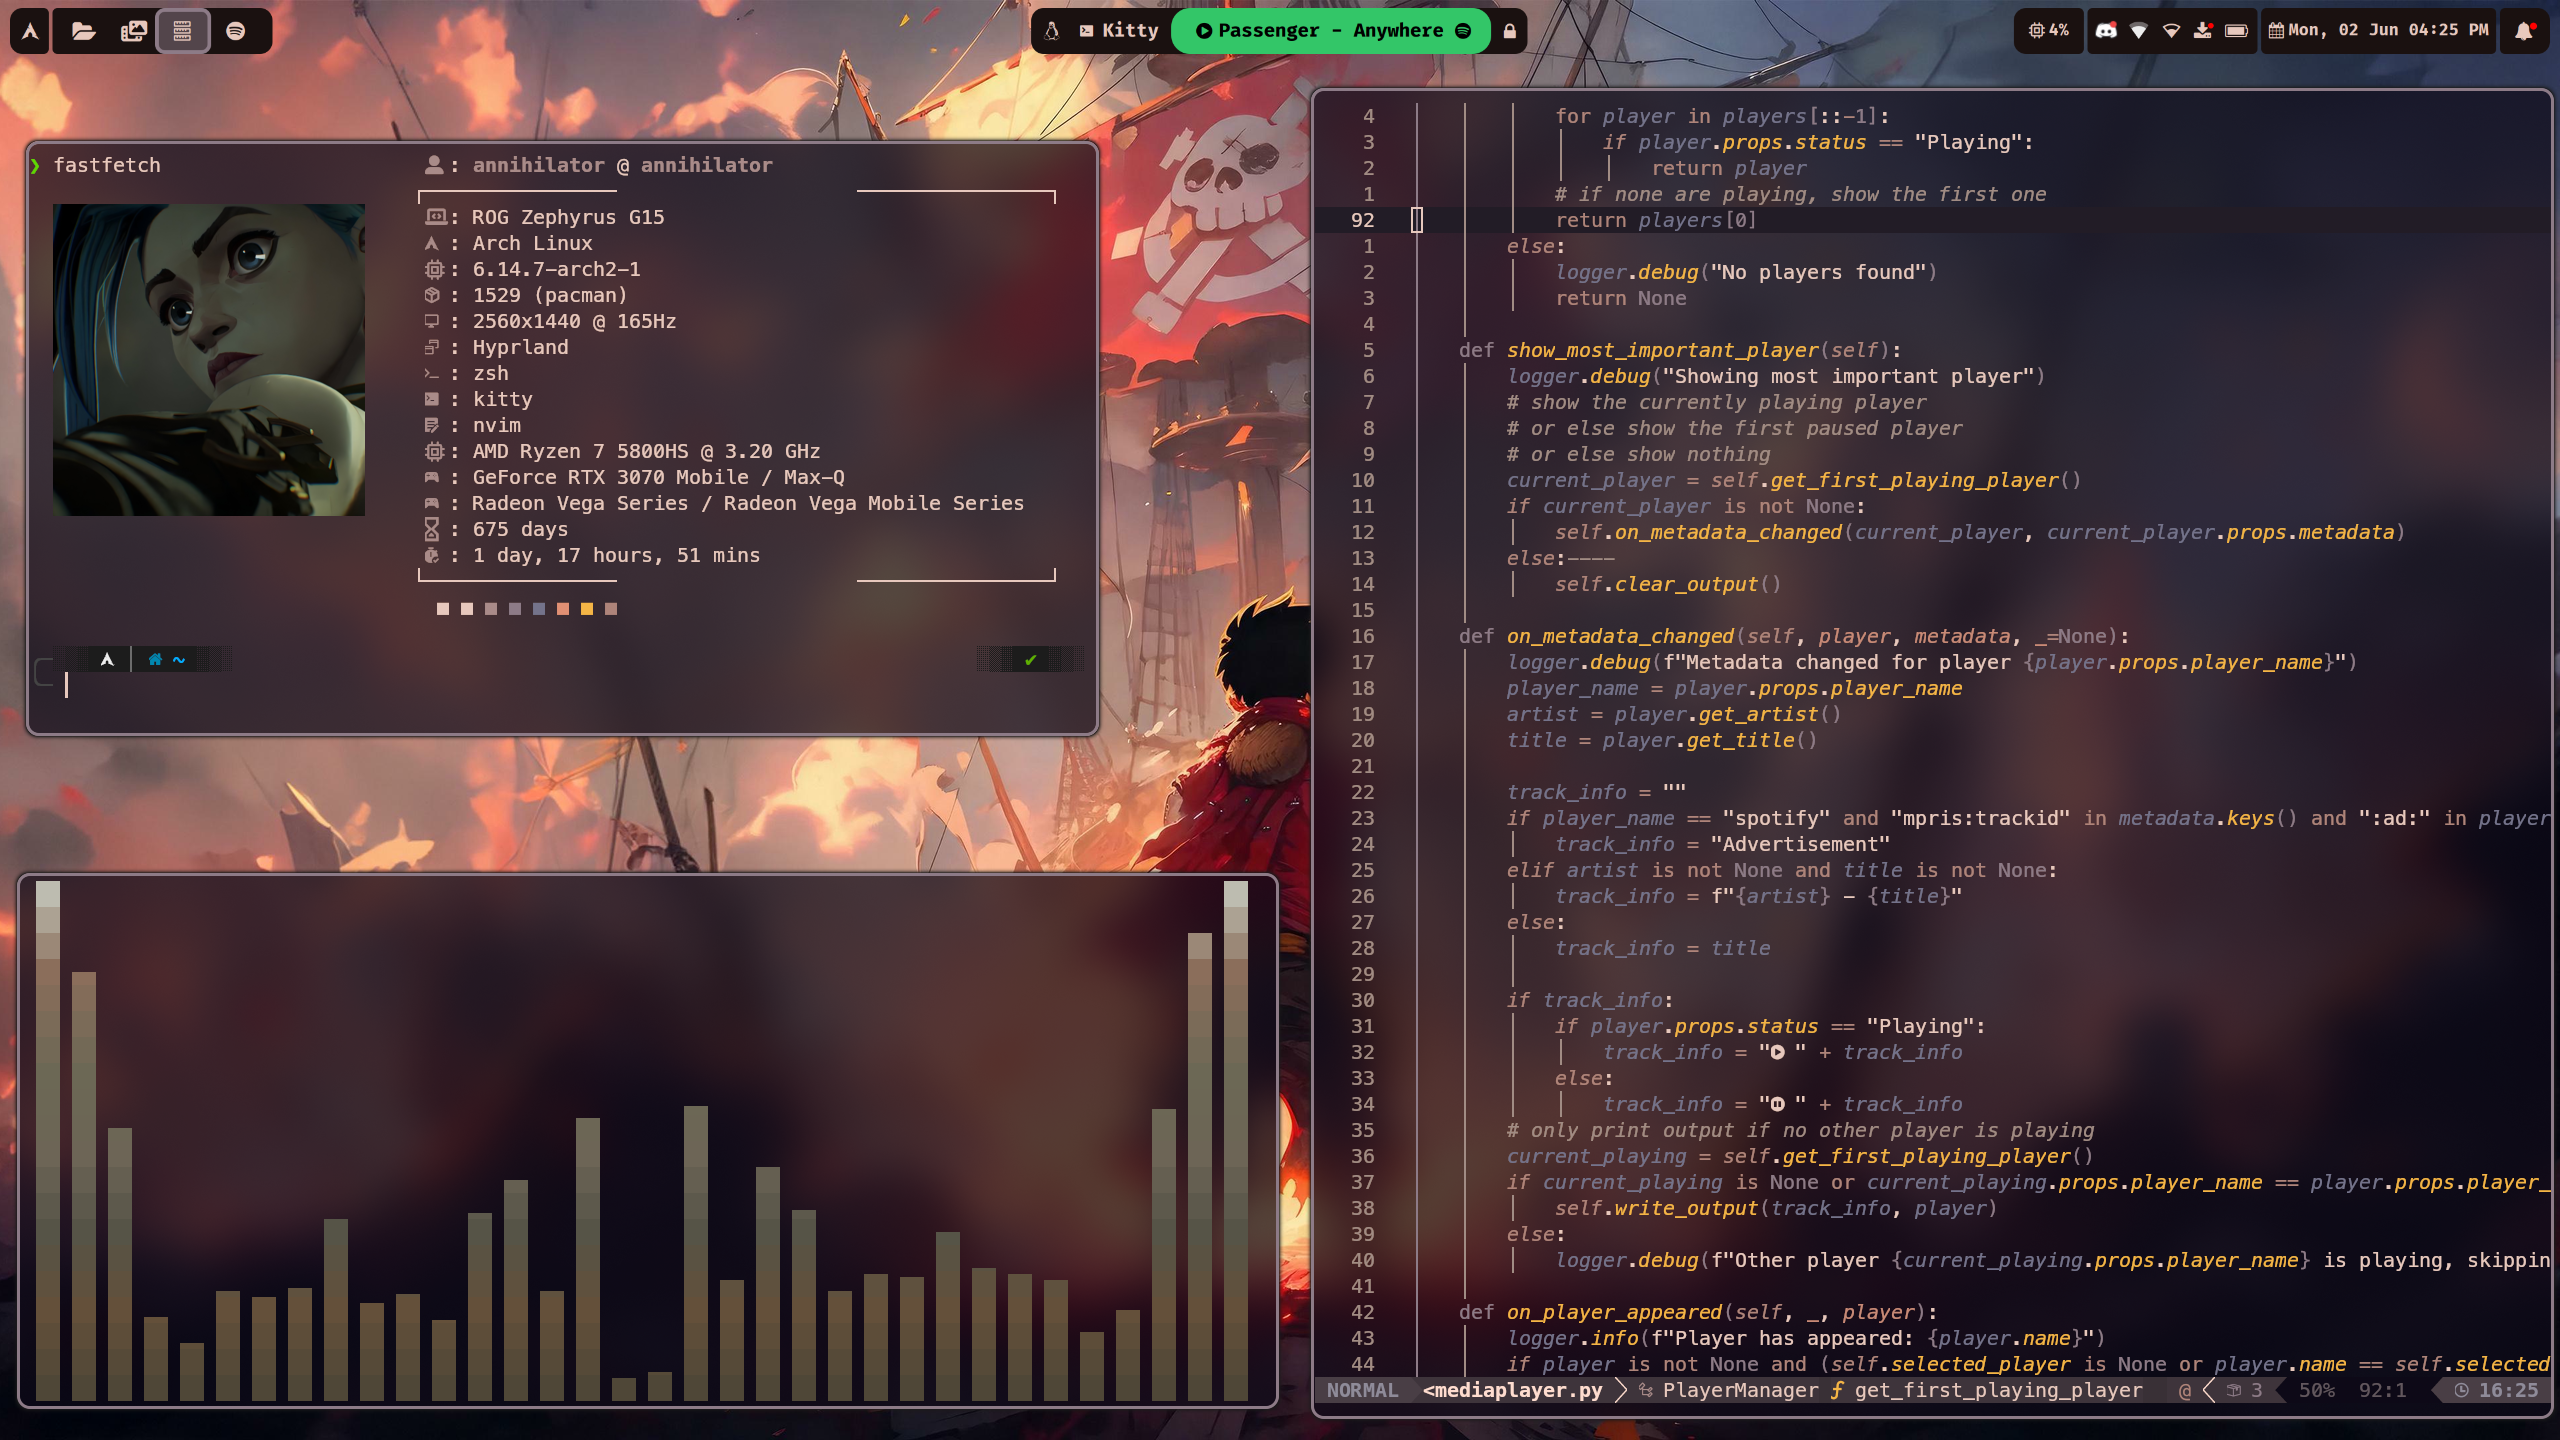 Kitty
Passenger - Anywhere
4%
Mon, 02 Jun 04:25 PM
❯ fastfetch
: annihilator @ annihilator
: ROG Zephyrus G15
: Arch Linux
: 6.14.7-arch2-1
: 1529 (pacman)
: 2560x1440 @ 165Hz
: Hyprland
: zsh
: kitty
: nvim
: AMD Ryzen 7 5800HS @ 3.20 GHz
: GeForce RTX 3070 Mobile / Max-Q
: Radeon Vega Series / Radeon Vega Mobile Series
: 675 days
: 1 day, 17 hours, 51 mins
~ ✔
4 for player in players[::-1]:
3 if player.props.status == "Playing":
2 return player
1 # if none are playing, show the first one
92 return players[0]
1 else:
2 logger.debug("No players found")
3 return None
4
5 def show_most_important_player(self):
6 logger.debug("Showing most important player")
7 # show the currently playing player
8 # or else show the first paused player
9 # or else show nothing
10 current_player = self.get_first_playing_player()
11 if current_player is not None:
12 self.on_metadata_changed(current_player, current_player.props.metadata)
13 else:----
14 self.clear_output()
15
16 def on_metadata_changed(self, player, metadata, _=None):
17 logger.debug(f"Metadata changed for player {player.props.player_name}")
18 player_name = player.props.player_name
19 artist = player.get_artist()
20 title = player.get_title()
21
22 track_info = ""
23 if player_name == "spotify" and "mpris:trackid" in metadata.keys() and ":ad:" in player
24 track_info = "Advertisement"
25 elif artist is not None and title is not None:
26 track_info = f"{artist} - {title}"
27 else:
28 track_info = title
29
30 if track_info:
31 if player.props.status == "Playing":
32 track_info = " " + track_info
33 else:
34 track_info = " " + track_info
35 # only print output if no other player is playing
36 current_playing = self.get_first_playing_player()
37 if current_playing is None or current_playing.props.player_name == player.props.player_
38 self.write_output(track_info, player)
39 else:
40 logger.debug(f"Other player {current_playing.props.player_name} is playing, skippin
41
42 def on_player_appeared(self, _, player):
43 logger.info(f"Player has appeared: {player.name}")
44 if player is not None and (self.selected_player is None or player.name == self.selected
NORMAL <mediaplayer.py PlayerManager ƒ get_first_playing_player @ 3 50% 92:1 16:25